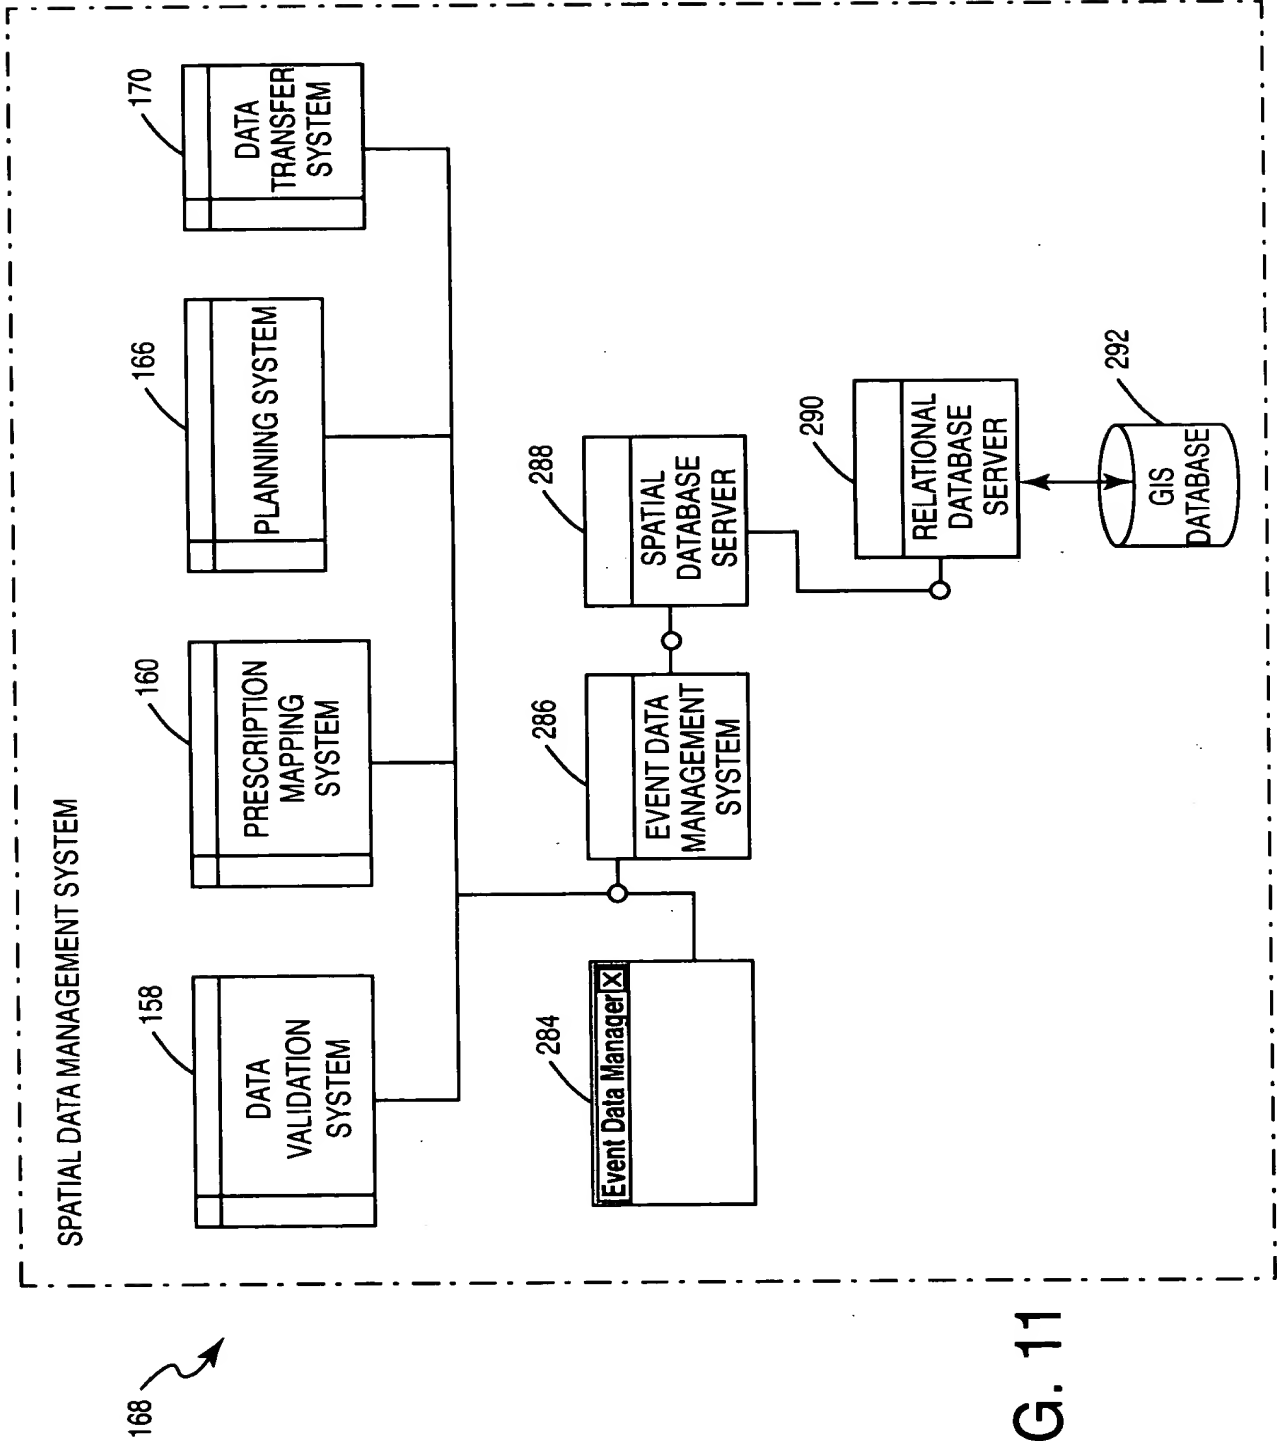 168
SPATIAL DATA MANAGEMENT SYSTEM
158
DATA
VALIDATION
SYSTEM
160
PRESCRIPTION
MAPPING
SYSTEM
166
PLANNING SYSTEM
170
DATA
TRANSFER
SYSTEM
284
Event Data Manager X
286
EVENT DATA
MANAGEMENT
SYSTEM
288
SPATIAL
DATABASE
SERVER
290
RELATIONAL
DATABASE
SERVER
292
GIS
DATABASE
G. 11